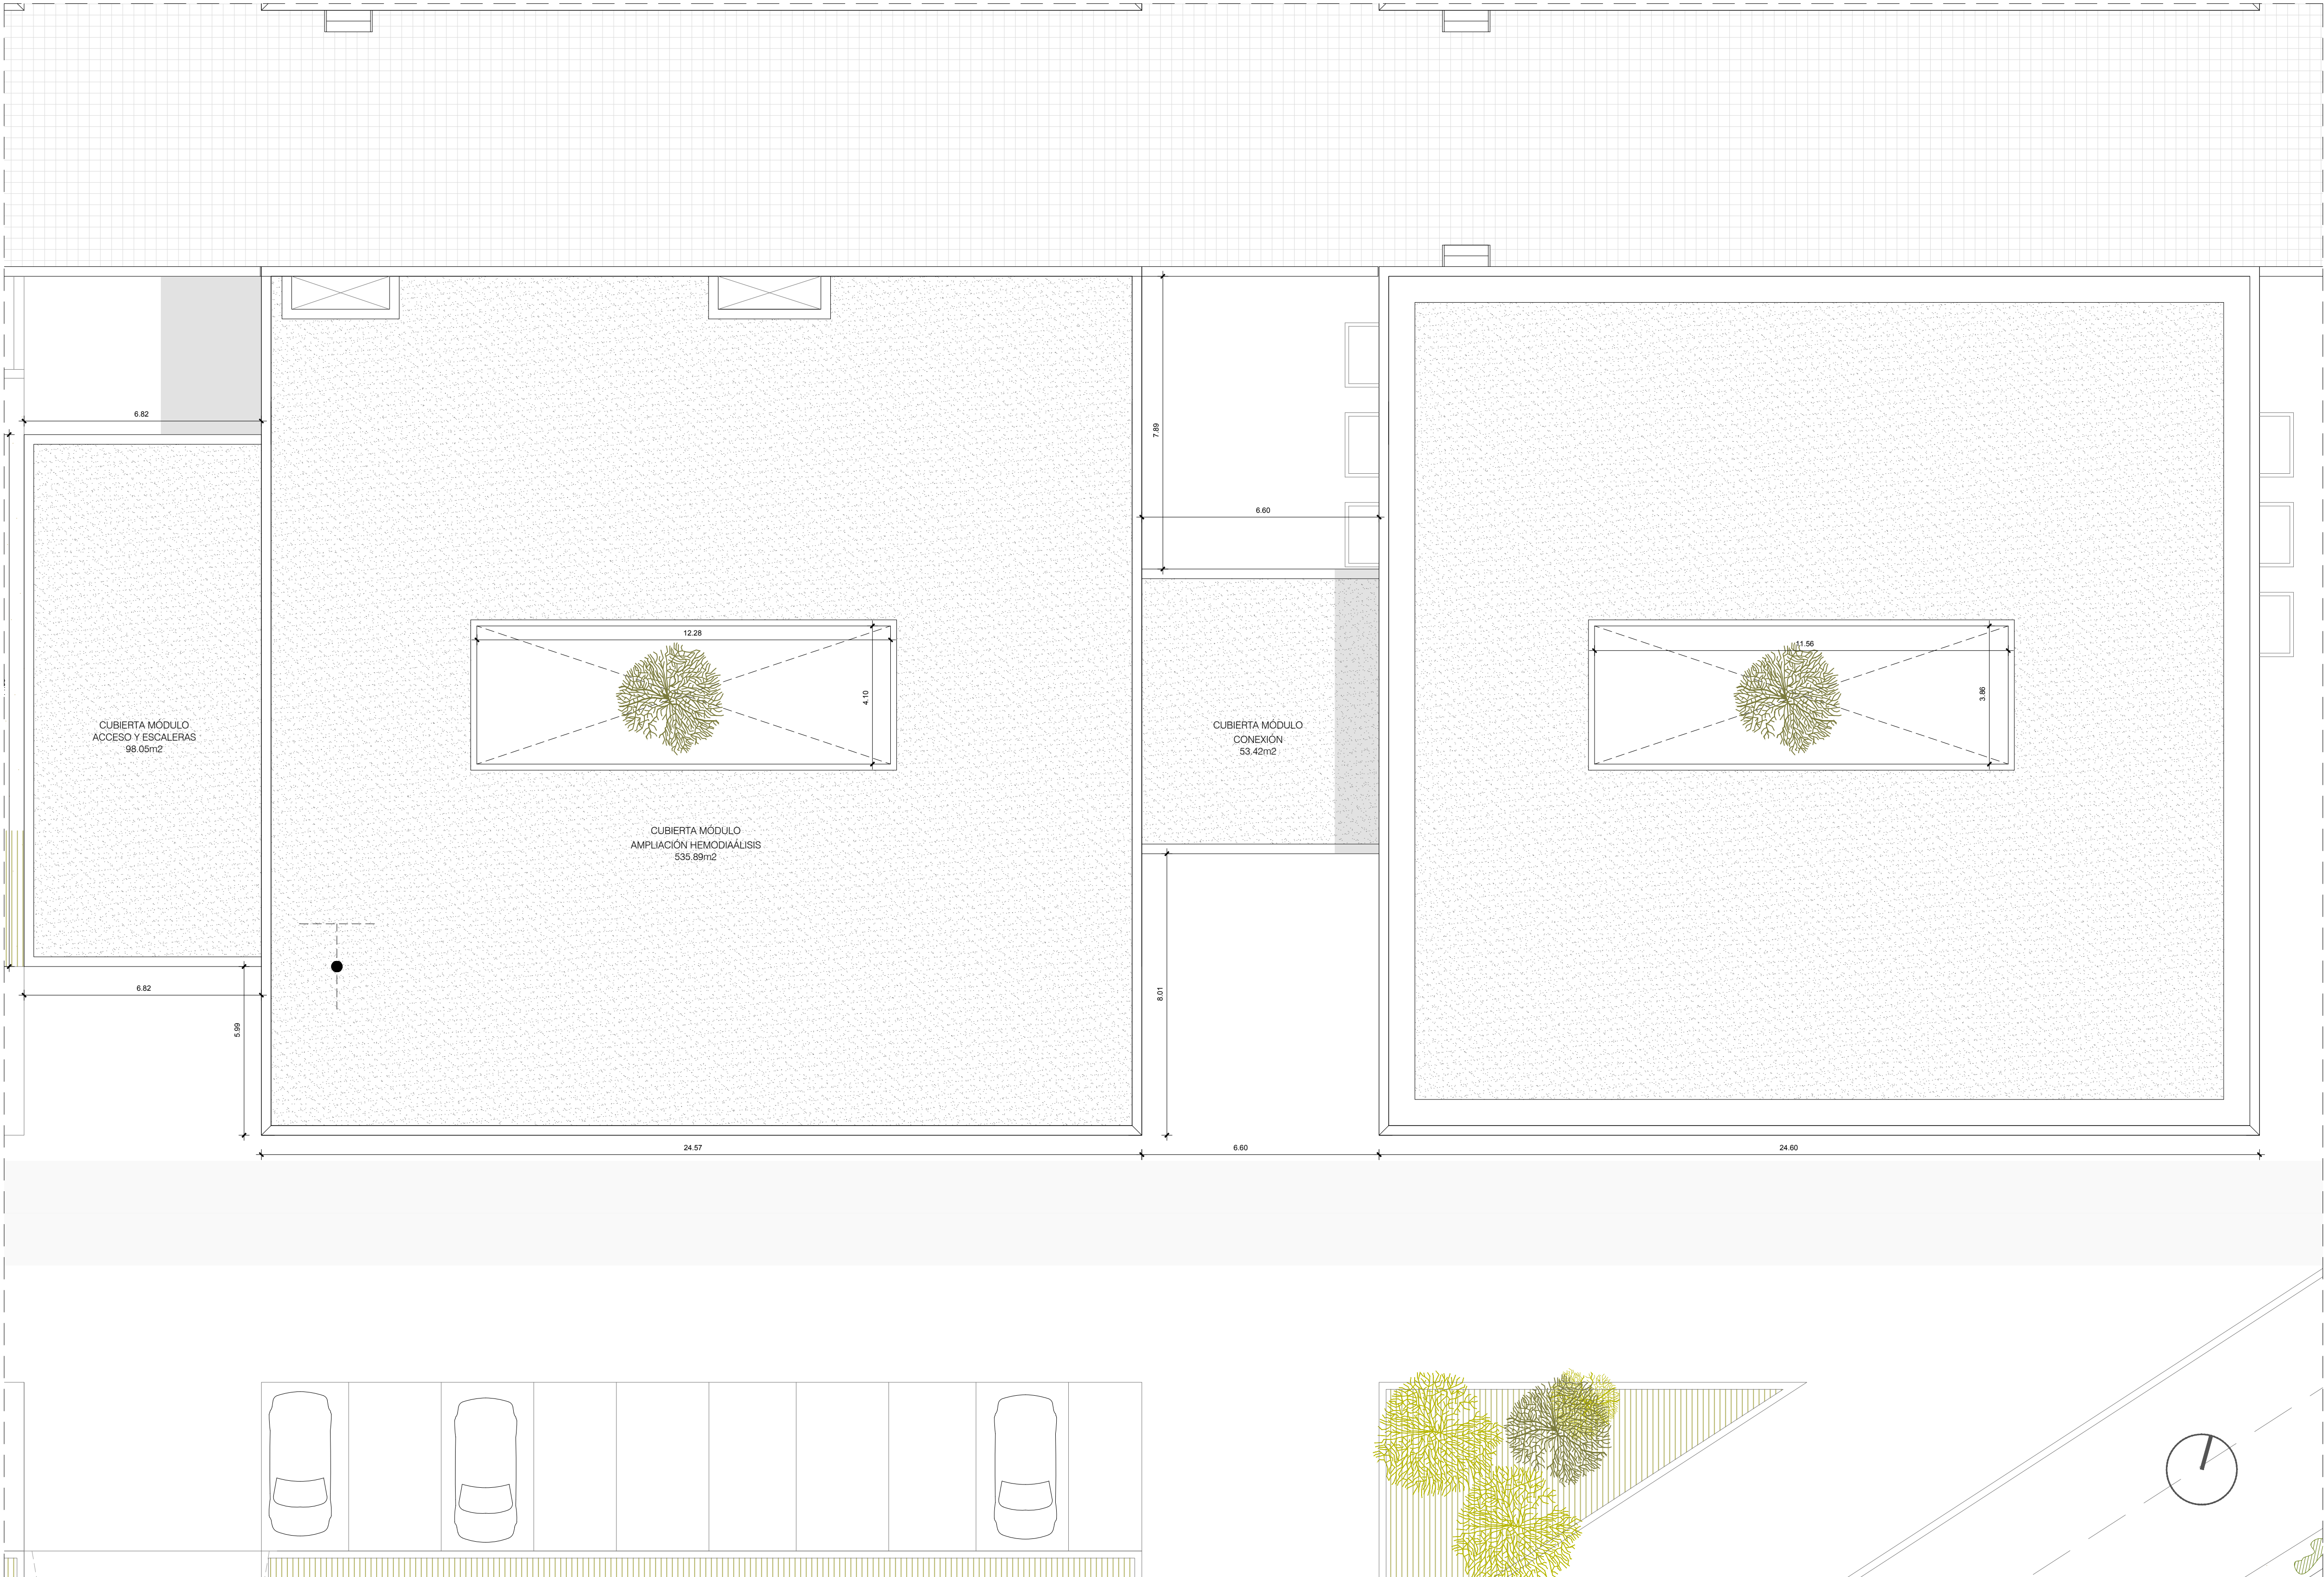 6.82
7.89
6.60
12.28
4.10
11.56
3.86
CUBIERTA MÓDULO
ACCESO Y ESCALERAS
98.05m2
CUBIERTA MÓDULO
CONEXIÓN
53.42m2
CUBIERTA MÓDULO
AMPLIACIÓN HEMODIAÁLISIS
535.89m2
6.82
5.99
8.01
24.57
6.60
24.60